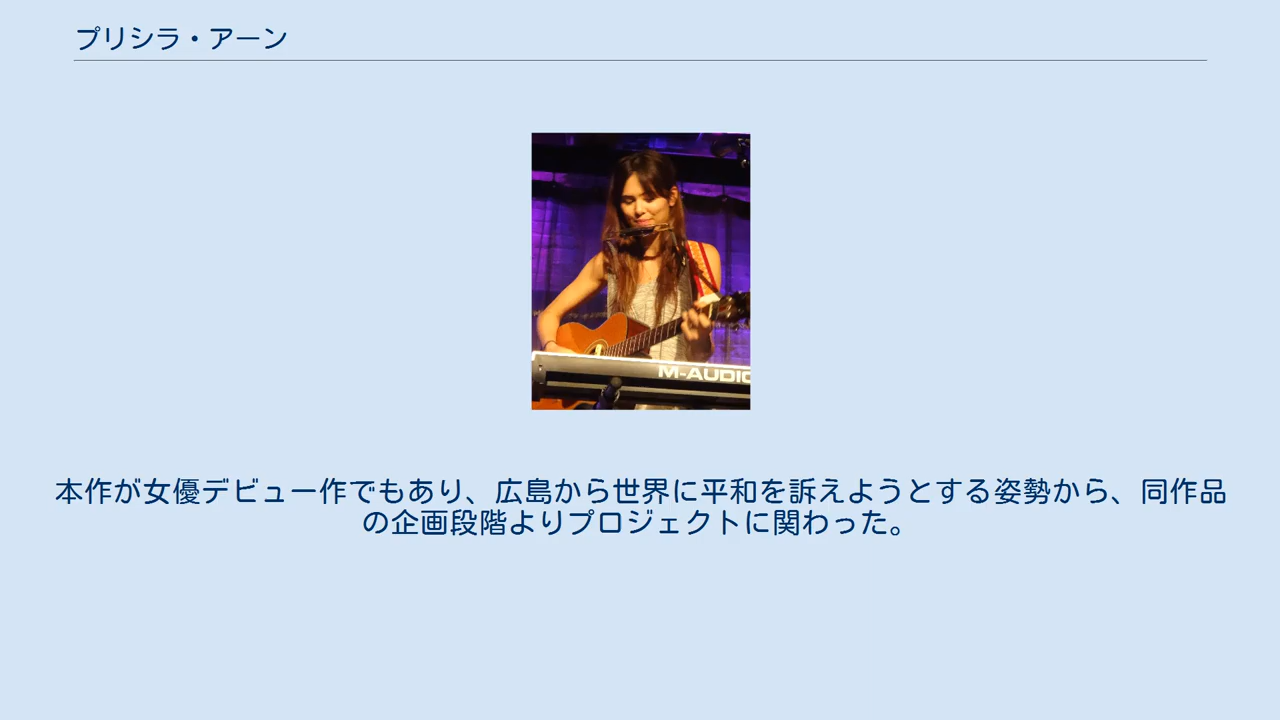 プリシラ・アーン
M-AUDIO
本作が女優デビュー作でもあり、広島から世界に平和を訴えようとする姿勢から、同作品
の企画段階よりプロジェクトに関わった。